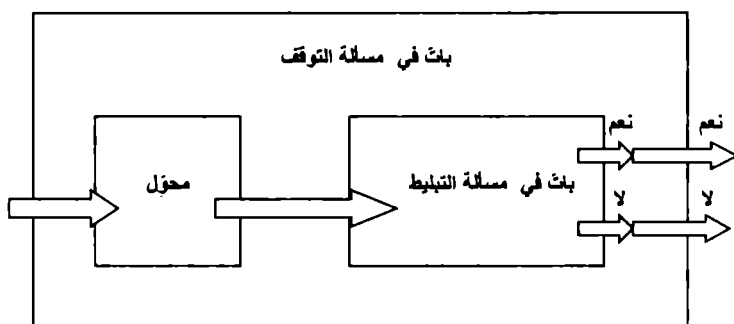 باتّ في مسألة التوقف
نعم
نعم
محوّل
باتّ في مسألة التبليط
لا
لا